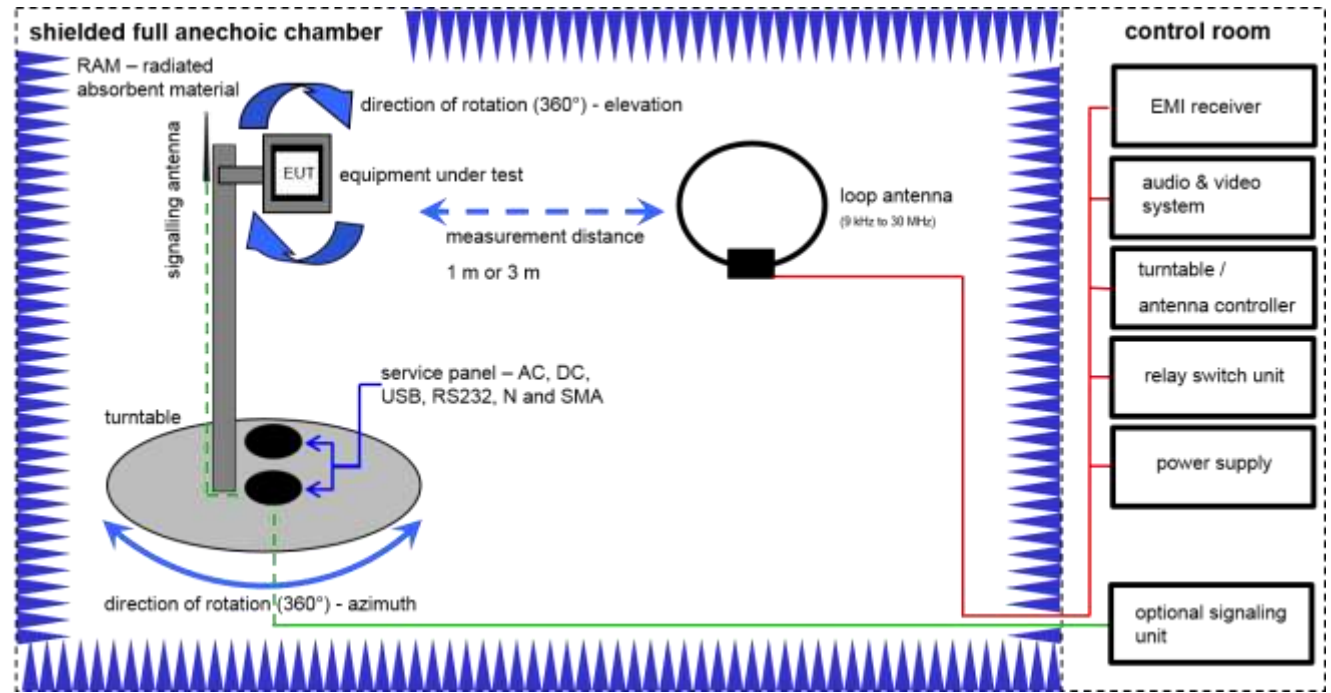 shielded full anechoic chamber
control room
RAM – radiated
absorbent material
direction of rotation (360°) - elevation
signalling antenna
EUT
equipment under test
measurement distance
1 m or 3 m
loop antenna
(9 kHz to 30 MHz)
service panel – AC, DC,
USB, RS232, N and SMA
turntable
direction of rotation (360°) - azimuth
EMI receiver
audio & video
system
turntable /
antenna controller
relay switch unit
power supply
optional signaling
unit